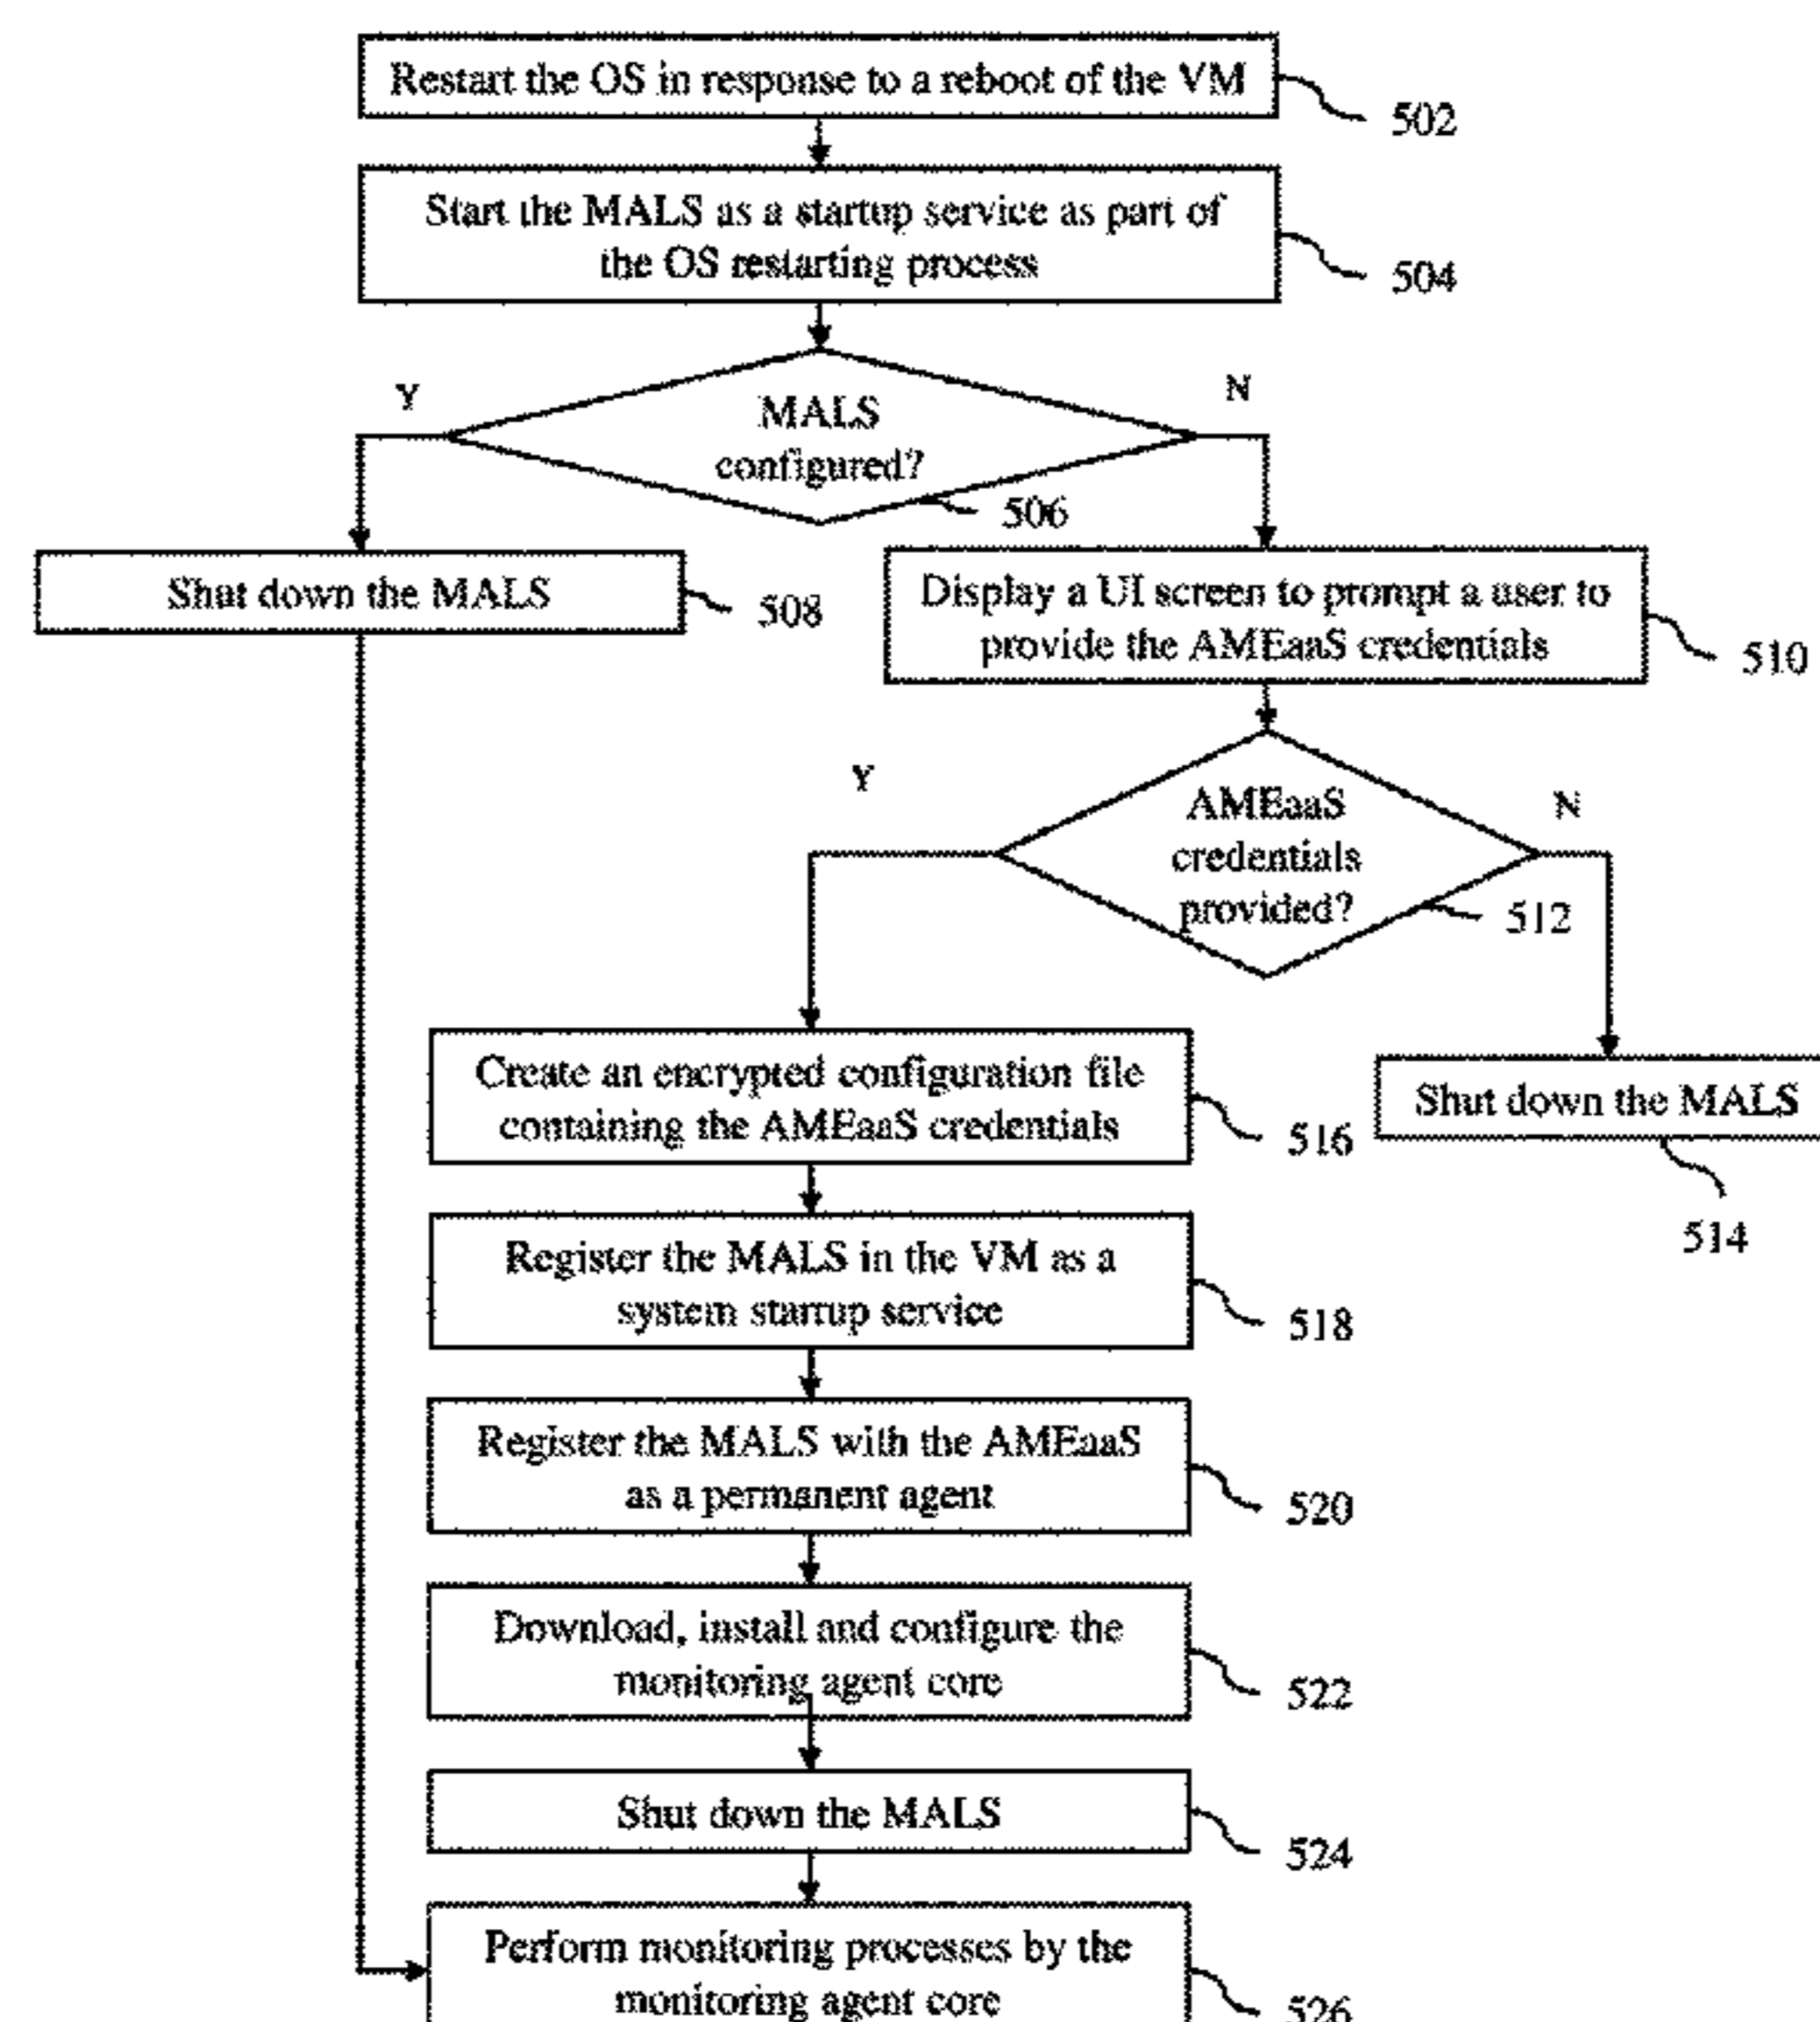 Restart the OS in response to a reboot of the VM
502
Start the MALS as a startup service as part of
the OS restarting process
504
Y
N
MALS
configured?
506
Shut down the MALS
508
Display a UI screen to prompt a user to
provide the AMEaaS credentials
510
Y
N
AMEaaS
credentials
provided?
512
Create an encrypted configuration file
containing the AMEaaS credentials
516
Shut down the MALS
514
Register the MALS in the VM as a
system startup service
518
Register the MALS with the AMEaaS
as a permanent agent
520
Download, install and configure the
monitoring agent core
522
Shut down the MALS
524
Perform monitoring processes by the
monitoring agent core
526